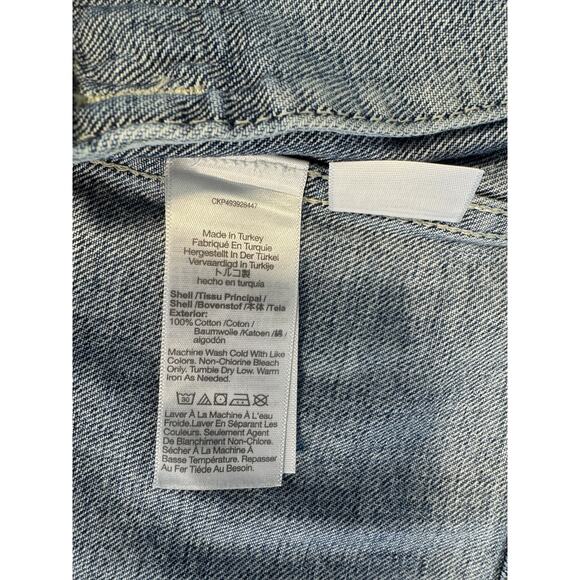 CKP493928447
Made in Turkey
Fabriqué En Turquie
Hergestellt In Der Türkei
Vervaardigd In Turkije
トルコ製
hecho en turquía
Shell /Tissu Principal /
Shell /Bovenstof /本体 /Tela
Exterior:
100% Cotton /Coton /
Baumwolle /Katoen /綿 /
algodón
Machine Wash Cold With Like
Colors. Non-Chlorine Bleach
Only. Tumble Dry Low. Warm
Iron As Needed.
30
Laver À La Machine À L'eau
Froide.Laver En Séparant Les
Couleurs. Seulement Agent
De Blanchiment Non-Chlore.
Sécher À La Machine À
Basse Température. Repasser
Au Fer Tiéde Au Besoin.